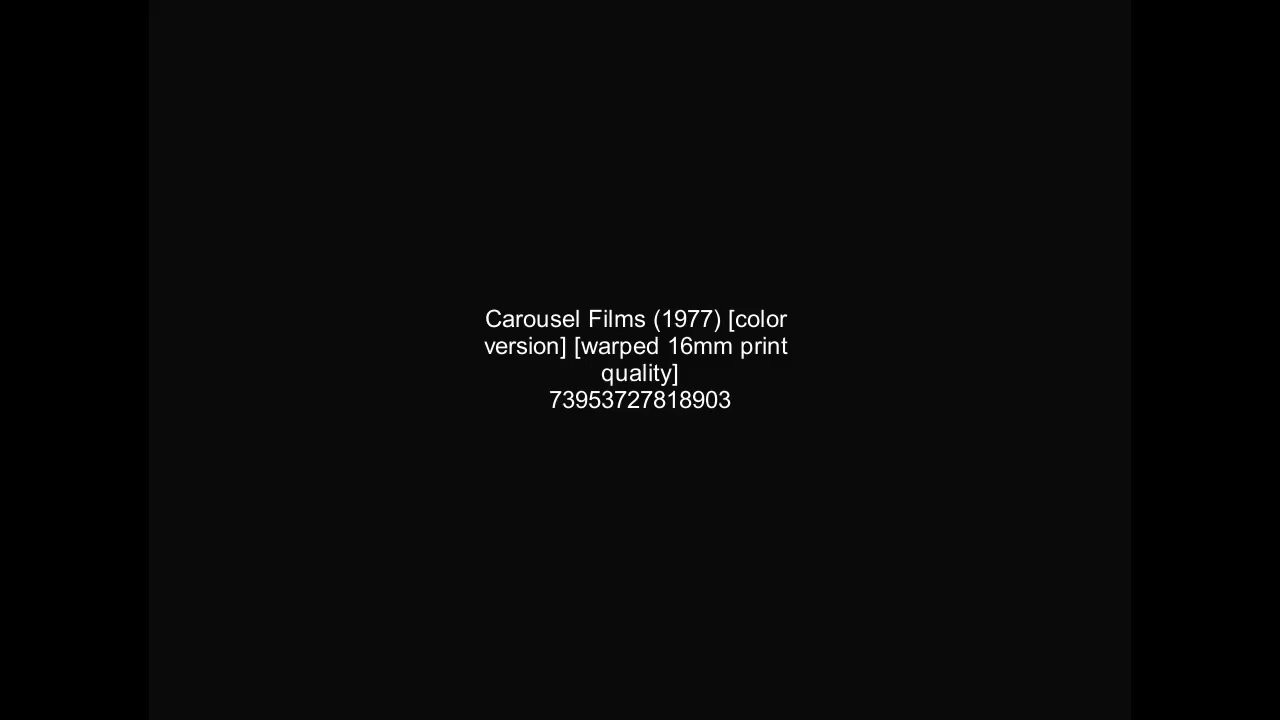 Carousel Films (1977) [color
version] [warped 16mm print
quality]
73953727818903